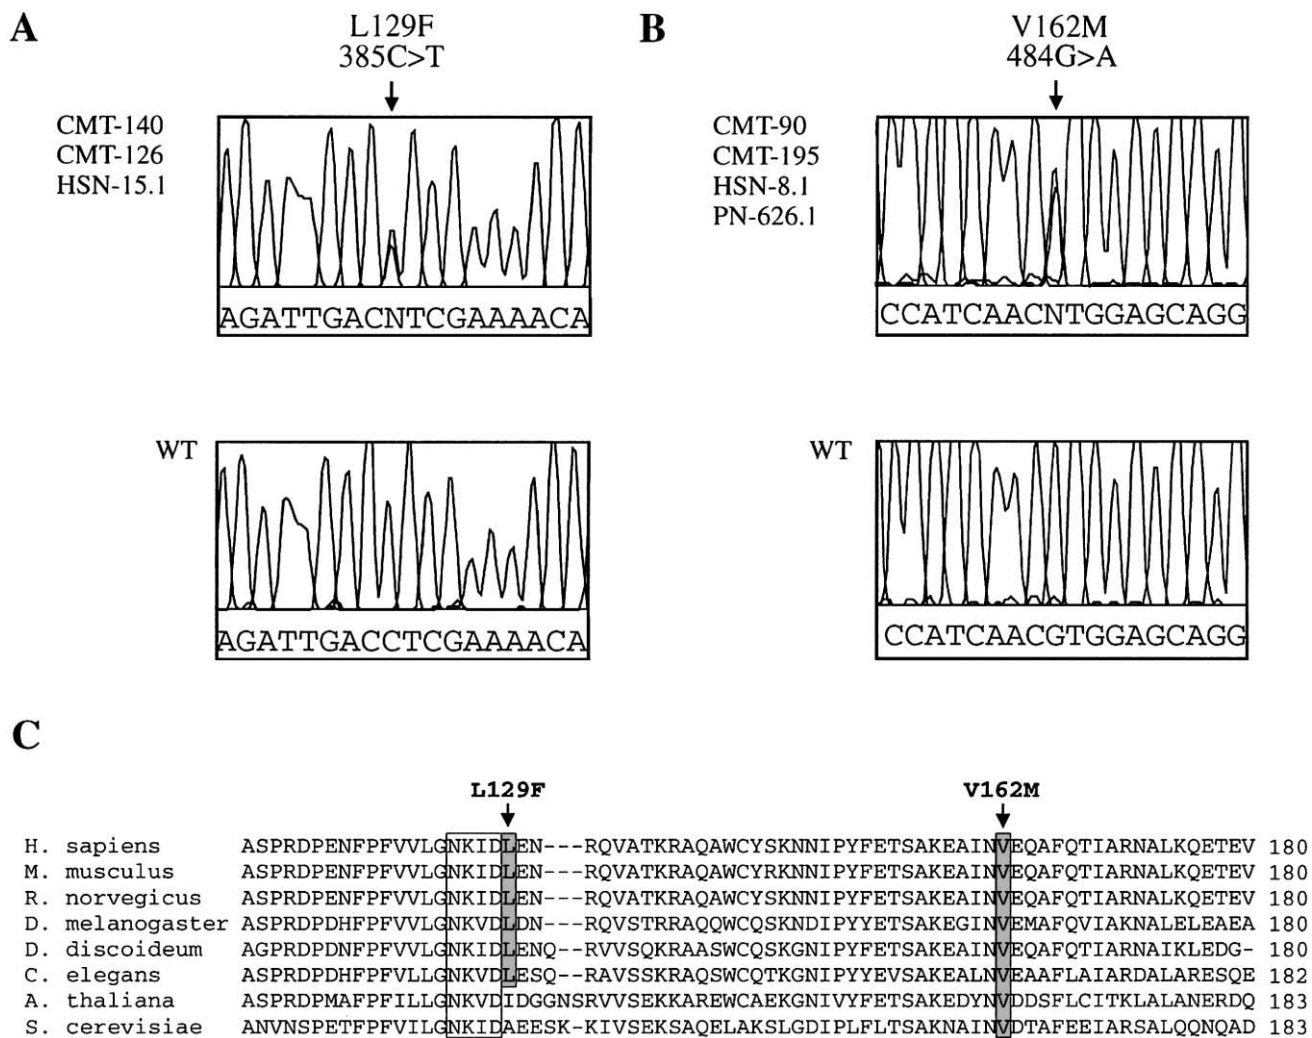 A
L129F
385C>T
CMT-140
CMT-126
HSN-15.1
AGATTGACNTCGAAAACA
WT
AGATTGACCTCGAAAACA
B
V162M
484G>A
CMT-90
CMT-195
HSN-8.1
PN-626.1
CCATCAACNTGGAGCAGG
WT
CCATCAACGTGGAGCAGG
C
L129F V162M
H. sapiens ASPRDPENFPFVVLGNKIDLEN---RQVATKRAQAWCYSKNNIPYFETSAKEAINVEQAFQTIARNALKQETEV 180
M. musculus ASPRDPENFPFVVLGNKIDLEN---RQVATKRAQAWCYRKNNIPYFETSAKEAINVEQAFQTIARNALKQETEV 180
R. norvegicus ASPRDPENFPFVVLGNKIDLEN---RQVATKRAQAWCYSKNNIPYFETSAKEAINVEQAFQTIARNALKQETEV 180
D. melanogaster ASPRDPDHFPFVVLGNKVDLDN---RQVSTRRAQQWCQSKNDIPYYETSAKEGINVEMAFQVIAKNALELEAEA 180
D. discoideum AGPRDPDNFPFVVLGNKIDLENQ--RVVSQKRAASWCQSKGNIPYFETSAKEAINVEQAFQTIARNAIKLEDG- 180
C. elegans ASPRDPDHFPFVLLGNKVDLESQ--RAVSSKRAQSWCQTKGNIPYYEVSAKEALNVEAAFLAIARDALARESQE 182
A. thaliana ASPRDPMAFPFILLGNKVDIDGGNSRVVSEKKAREWCAEKGNIVYFETSAKEDYNVDDSFLCITKLALANERDQ 183
S. cerevisiae ANVNSPETFPFVILGNKIDAEESK-KIVSEKSAQELAKSLGDIPLFLTSAKNAINVDTAFEEIARSALQQNQAD 183